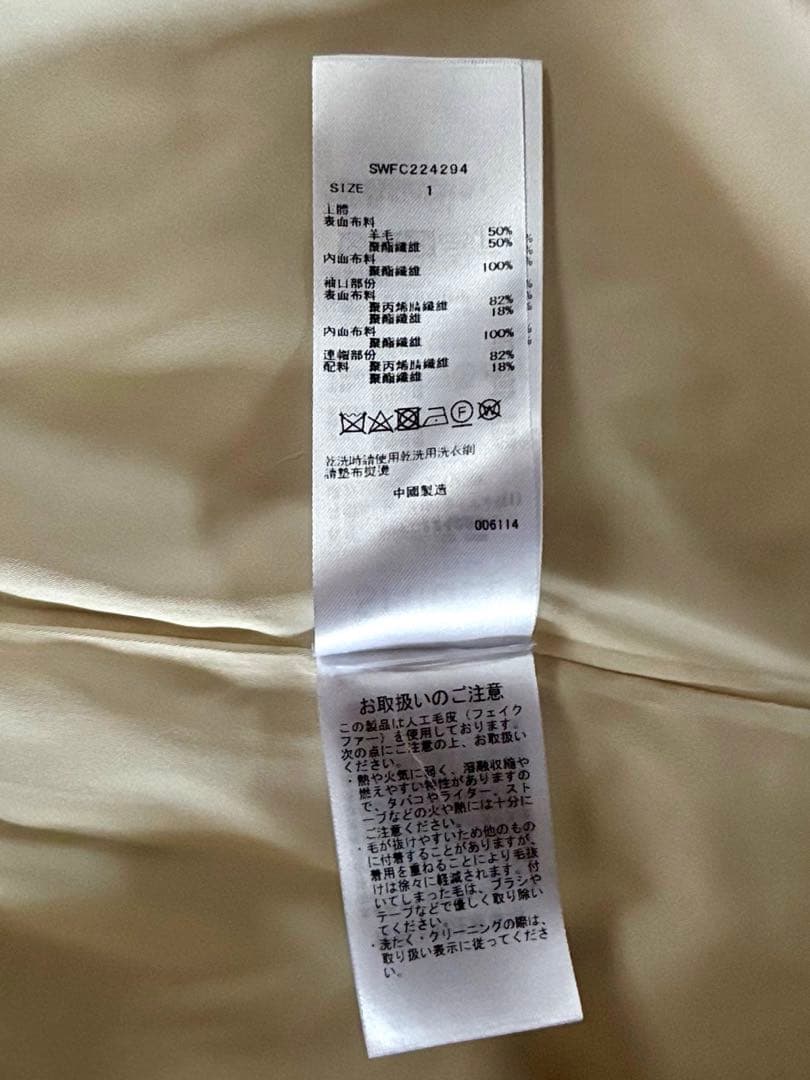 SWFC224294
SIZE 1
上體
表面布料
羊毛 50%
聚酯纖維 50%
內面布料
聚酯纖維 100%
袖口部份
表面布料
聚丙烯腈纖維 82%
聚酯纖維 18%
內面布料
聚酯纖維 100%
連帽部份
配料 聚丙烯腈纖維 82%
聚酯纖維 18%
F W
乾洗時請使用乾洗用洗衣網
請墊布熨燙
中國製造
006114
お取扱いのご注意
この製品は人工毛皮(フェイク
ファー)を使用しております。
次の点にご注意の上、お取扱い
ください。
・熱や火気に弱く、溶融収縮や
燃えやすい特性がありますの
で、タバコやライター、スト
ーブなどの火や熱には十分に
ご注意ください。
・毛が抜けやすいため他のもの
に付着することがありますが、
着用を重ねることにより毛抜
けは徐々に軽減されます。付
いてしまった毛は、ブラシや
テープなどで優しく取り除い
てください。
・洗たく・クリーニングの際は、
取り扱い表示に従ってくださ
い。